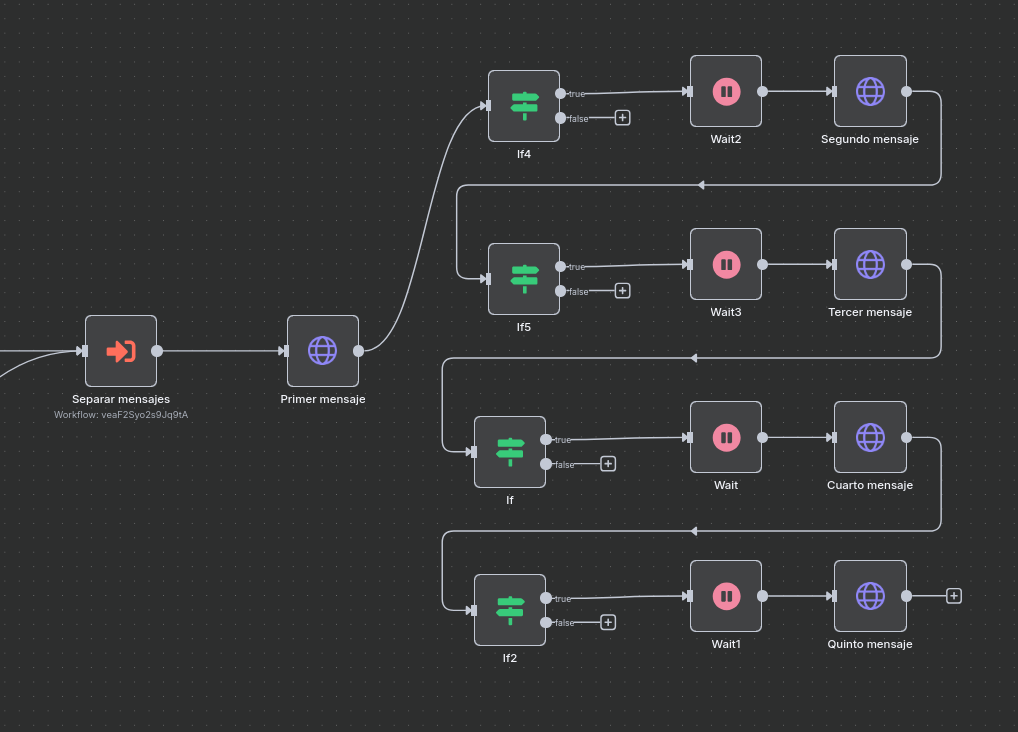 true
false
If4
Wait2
Segundo mensaje
true
false
If5
Wait3
Tercer mensaje
Separar mensajes
Workflow: veaF2Syo2s9Jq9tA
Primer mensaje
true
false
If
Wait
Cuarto mensaje
true
false
If2
Wait1
Quinto mensaje